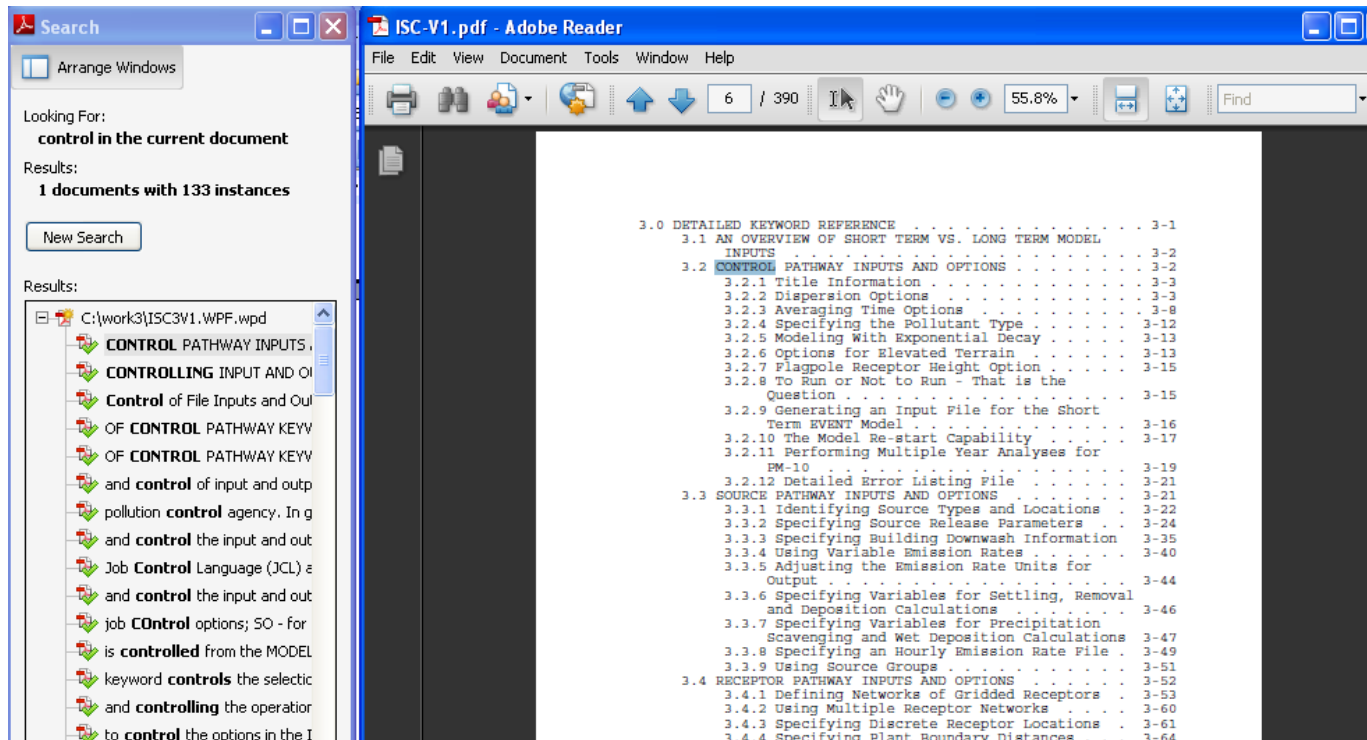 Search
Arrange Windows
Looking For:
control in the current document
Results:
1 documents with 133 instances
New Search
Results:
C:\work3\ISC3V1.WPF.wpd
CONTROL PATHWAY INPUTS
CONTROLLING INPUT AND
Control of File Inputs and
OF CONTROL PATHWAY
OF CONTROL PATHWAY
and control of input and
pollution control agency. In
and control the input and
Job Control Language (JCL)
and control the input and
job COntrol options; SO - for
is controlled from the MODEL
keyword controls the
and controlling the
to control the options in the
ISC-V1.pdf - Adobe Reader
File Edit View Document Tools Window Help
6 / 390 55.8% Find
3.0 DETAILED KEYWORD REFERENCE . . . . . . . . . . . . . . 3-1
3.1 AN OVERVIEW OF SHORT TERM VS. LONG TERM MODEL
INPUTS . . . . . . . . . . . . . . . . . . . . 3-2
3.2 CONTROL PATHWAY INPUTS AND OPTIONS . . . . . . . . 3-2
3.2.1 Title Information . . . . . . . . . . . . . 3-3
3.2.2 Dispersion Options . . . . . . . . . . . . 3-3
3.2.3 Averaging Time Options . . . . . . . . . . 3-8
3.2.4 Specifying the Pollutant Type . . . . . . 3-12
3.2.5 Modeling With Exponential Decay . . . . . 3-13
3.2.6 Options for Elevated Terrain . . . . . . 3-13
3.2.7 Flagpole Receptor Height Option . . . . . 3-15
3.2.8 To Run or Not to Run - That is the
Question . . . . . . . . . . . . . . . . . 3-15
3.2.9 Generating an Input File for the Short
Term EVENT Model . . . . . . . . . . . . . 3-16
3.2.10 The Model Re-start Capability . . . . . 3-17
3.2.11 Performing Multiple Year Analyses for
PM-10 . . . . . . . . . . . . . . . . . . 3-19
3.2.12 Detailed Error Listing File . . . . . . 3-21
3.3 SOURCE PATHWAY INPUTS AND OPTIONS . . . . . . . 3-21
3.3.1 Identifying Source Types and Locations . 3-22
3.3.2 Specifying Source Release Parameters . . 3-24
3.3.3 Specifying Building Downwash Information 3-35
3.3.4 Using Variable Emission Rates . . . . . . 3-40
3.3.5 Adjusting the Emission Rate Units for
Output . . . . . . . . . . . . . . . . . . 3-44
3.3.6 Specifying Variables for Settling, Removal
and Deposition Calculations . . . . . . . 3-46
3.3.7 Specifying Variables for Precipitation
Scavenging and Wet Deposition Calculations 3-47
3.3.8 Specifying an Hourly Emission Rate File . 3-49
3.3.9 Using Source Groups . . . . . . . . . . . 3-51
3.4 RECEPTOR PATHWAY INPUTS AND OPTIONS . . . . . . 3-52
3.4.1 Defining Networks of Gridded Receptors . 3-53
3.4.2 Using Multiple Receptor Networks . . . . 3-60
3.4.3 Specifying Discrete Receptor Locations . 3-61
3.4.4 Specifying Plant Boundary Distances . . . 3-64